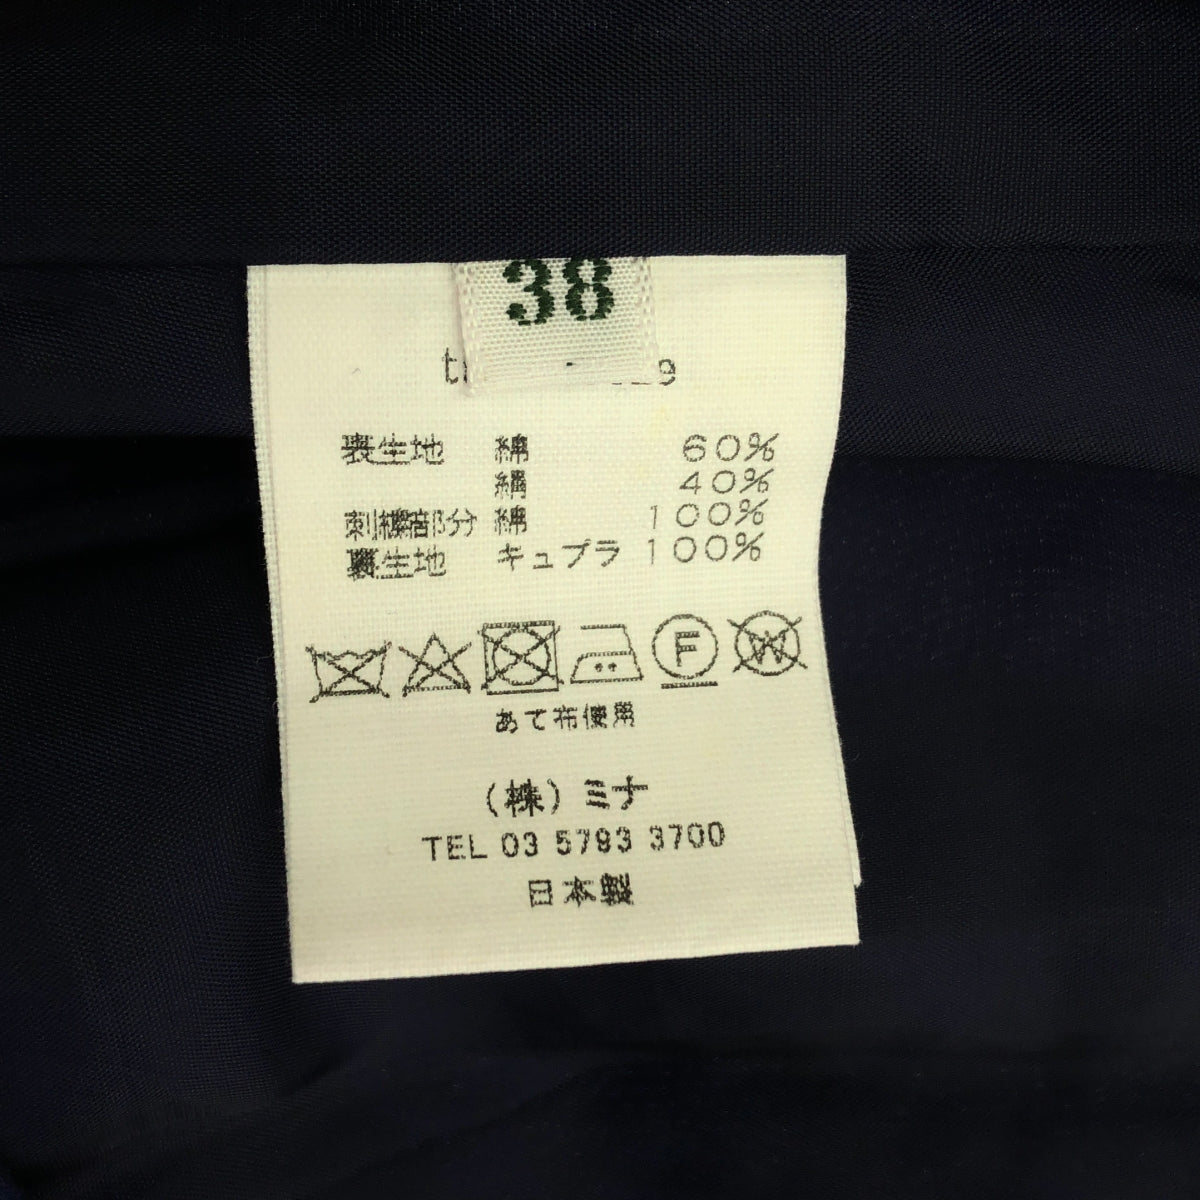 38
表生地 綿 60%
絹 40%
刺繍部分 綿 100%
裏生地 キュプラ 100%
F W
あて布使用
(株)ミナ
TEL 03 5793 3700
日本製